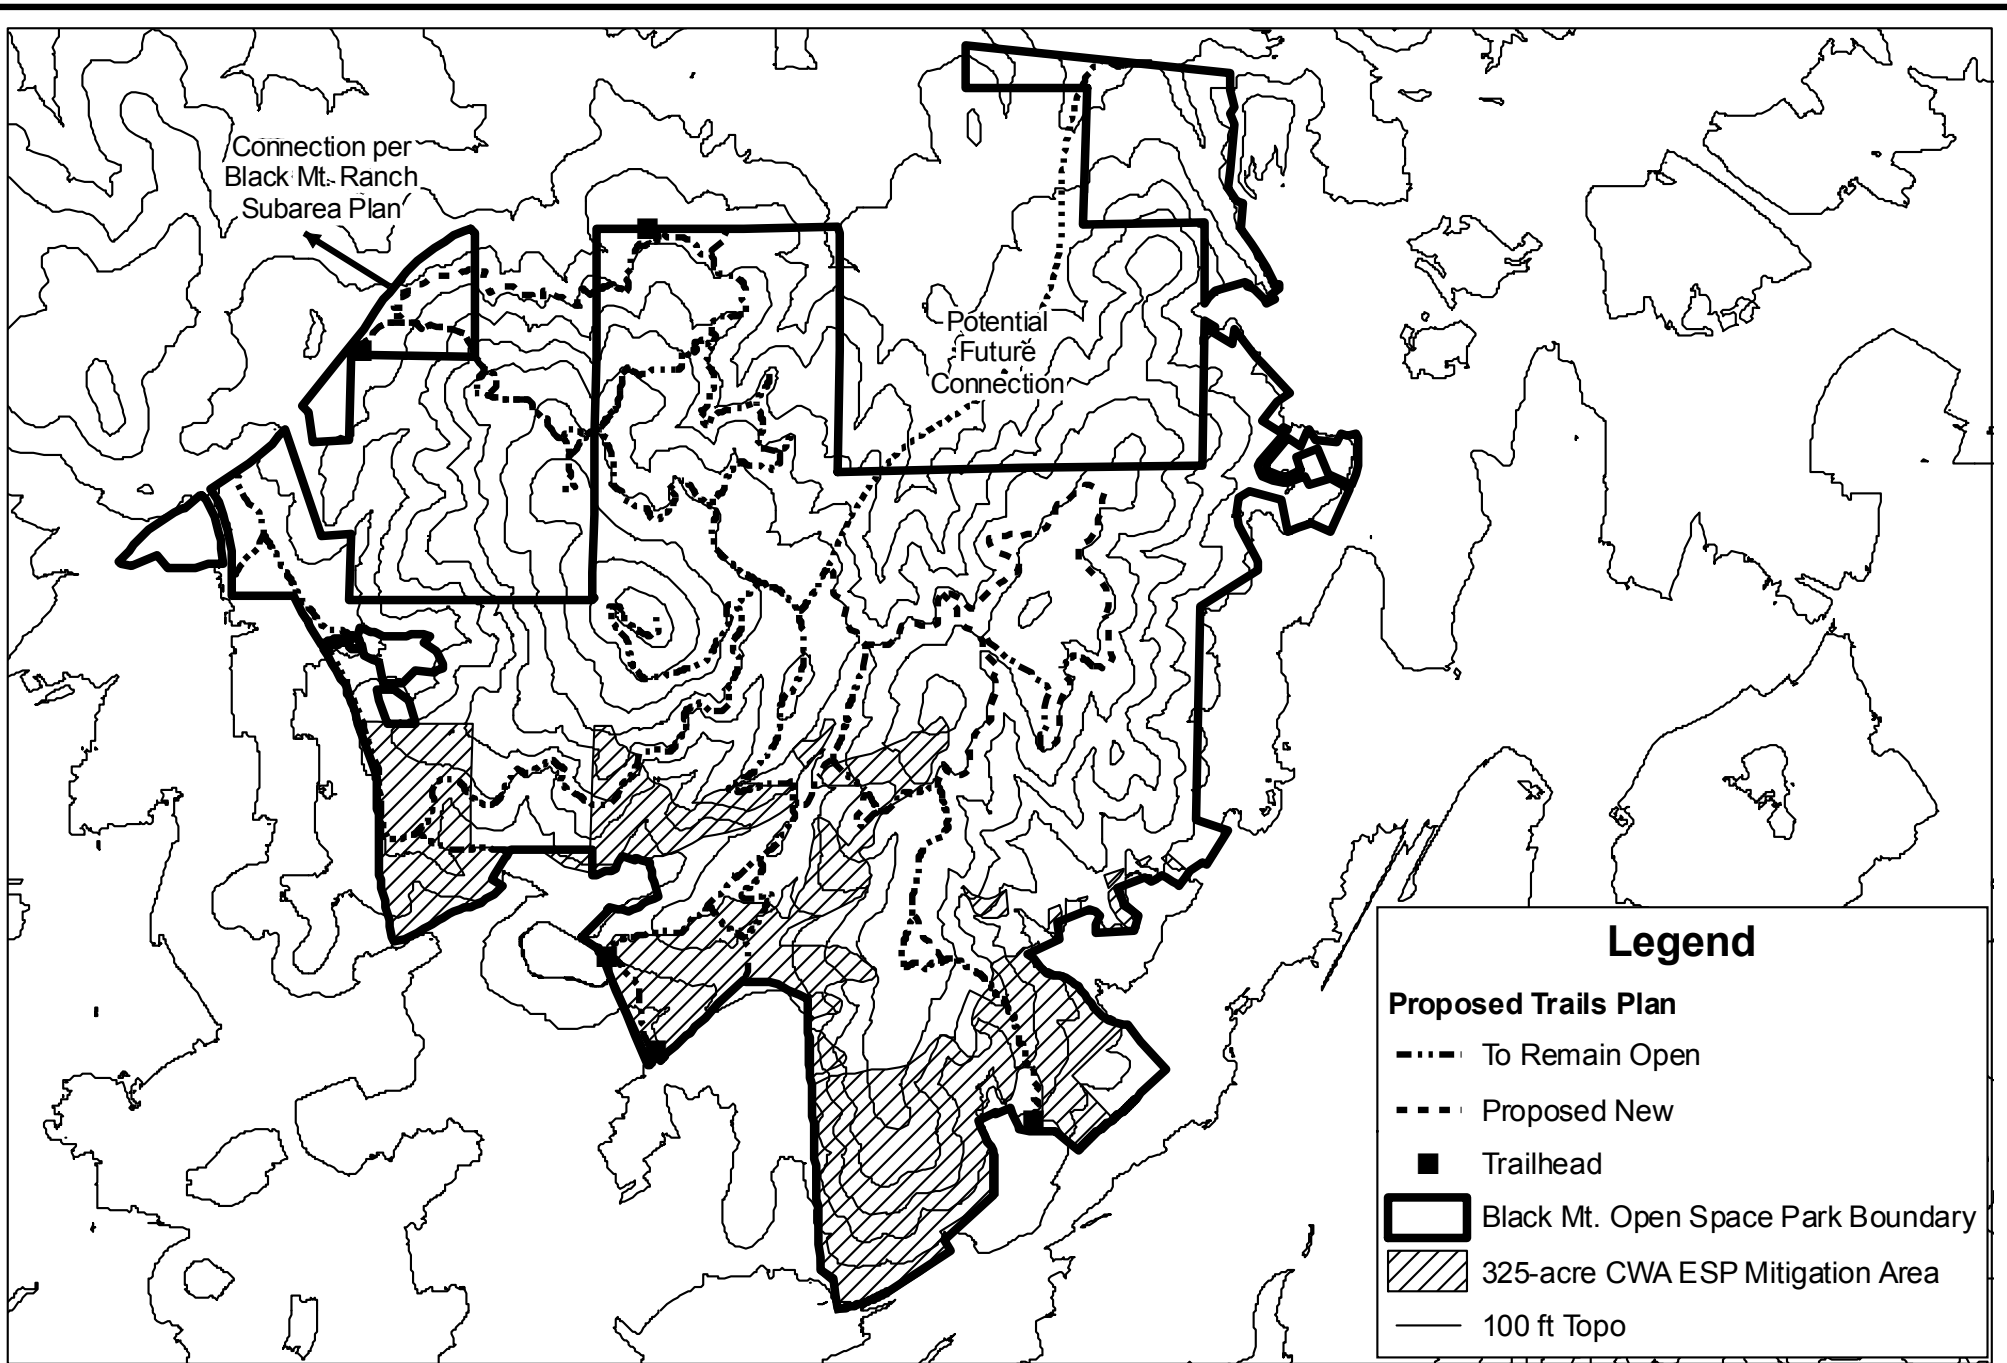 Connection per
Black Mt. Ranch
Subarea Plan
Potential
Future
Connection
Legend
Proposed Trails Plan
To Remain Open
Proposed New
Trailhead
Black Mt. Open Space Park Boundary
325-acre CWA ESP Mitigation Area
100 ft Topo